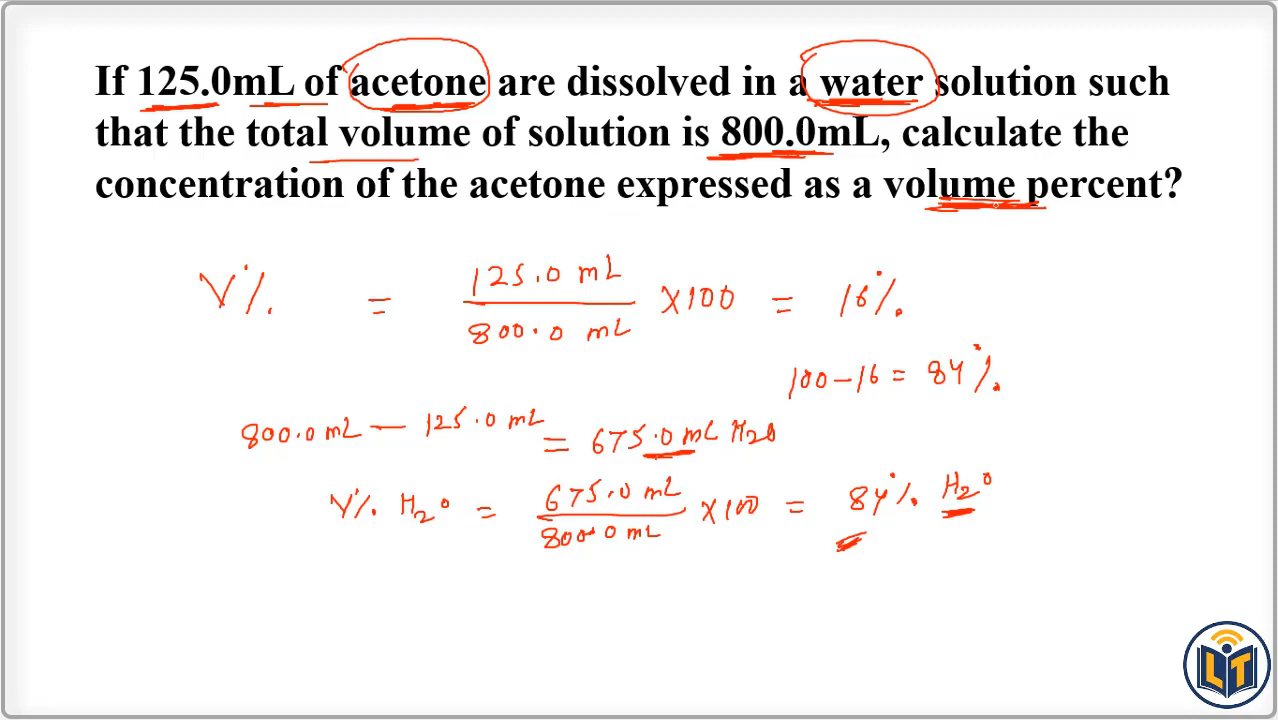 If 125.0mL of acetone are dissolved in a water solution such
that the total volume of solution is 800.0mL, calculate the
concentration of the acetone expressed as a volume percent?
V% = 125.0 mL / 800.0 mL X100 = 16%.
100-16 = 84%.
800.0 mL — 125.0 mL = 675.0 mL H2O
V%. H2O = 675.0 mL / 800.0 mL X100 = 84%. H2O
LT